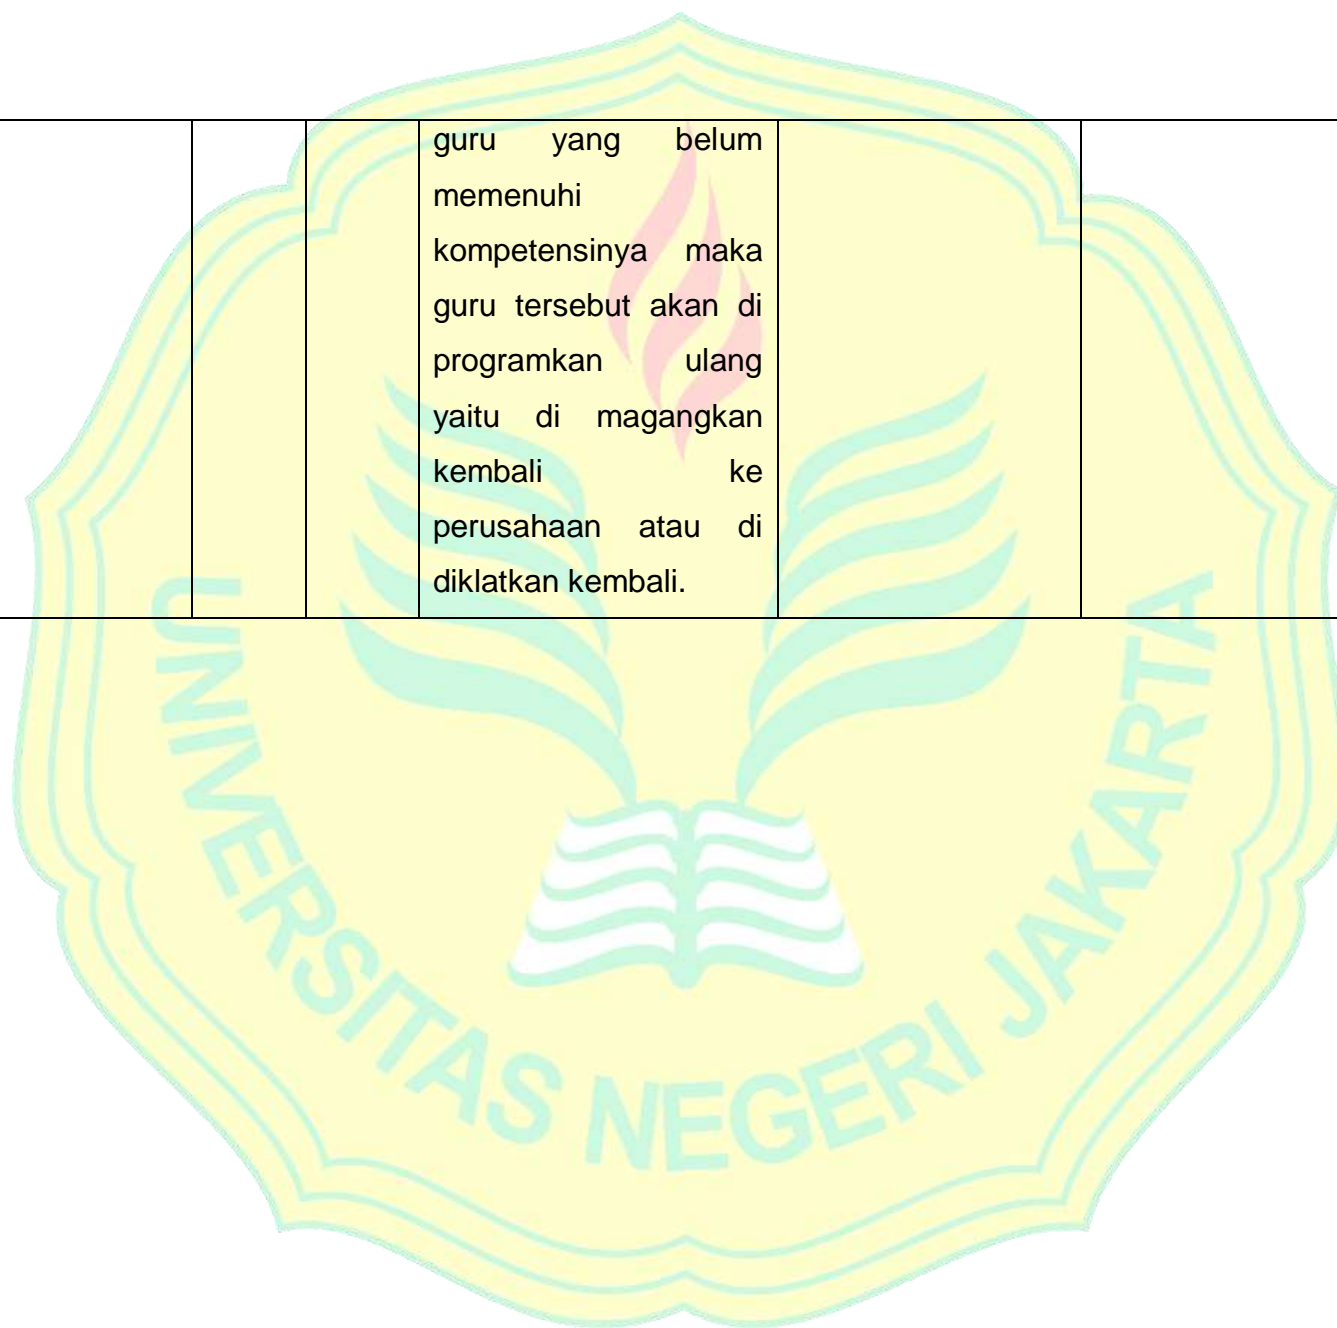 guru yang belum
memenuhi
kompetensinya maka
guru tersebut akan di
programkan ulang
yaitu di magangkan
kembali ke
perusahaan atau di
diklatkan kembali.
UNIVERSITAS NEGERI JAKARTA